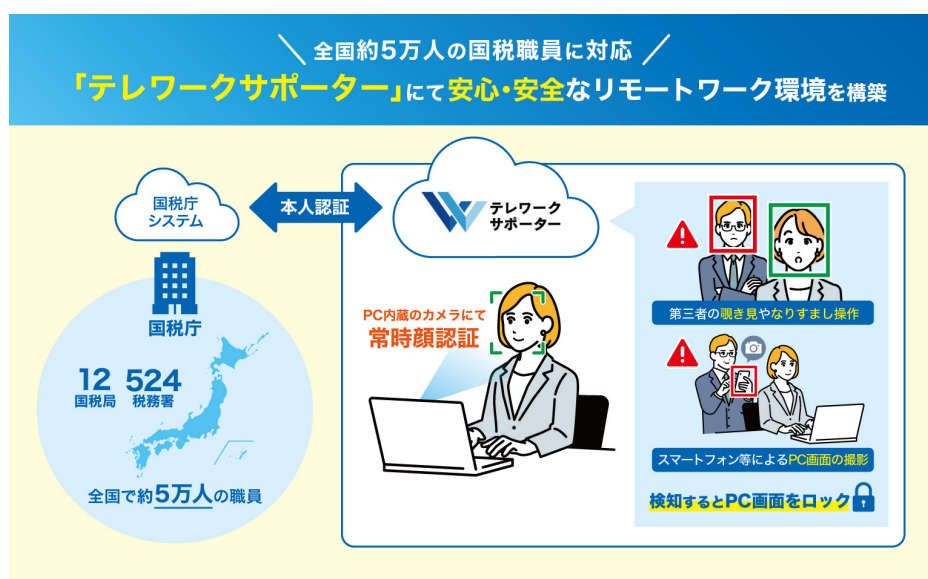 全国約5万人の国税職員に対応
「テレワークサポーター」にて安心・安全なリモートワーク環境を構築
国税庁
システム
本人認証
テレワーク
サポーター
国税庁
12
国税局
524
税務署
全国で約5万人の職員
PC内蔵のカメラにて
常時顔認証
第三者の覗き見やなりすまし操作
スマートフォン等によるPC画面の撮影
検知するとPC画面をロック